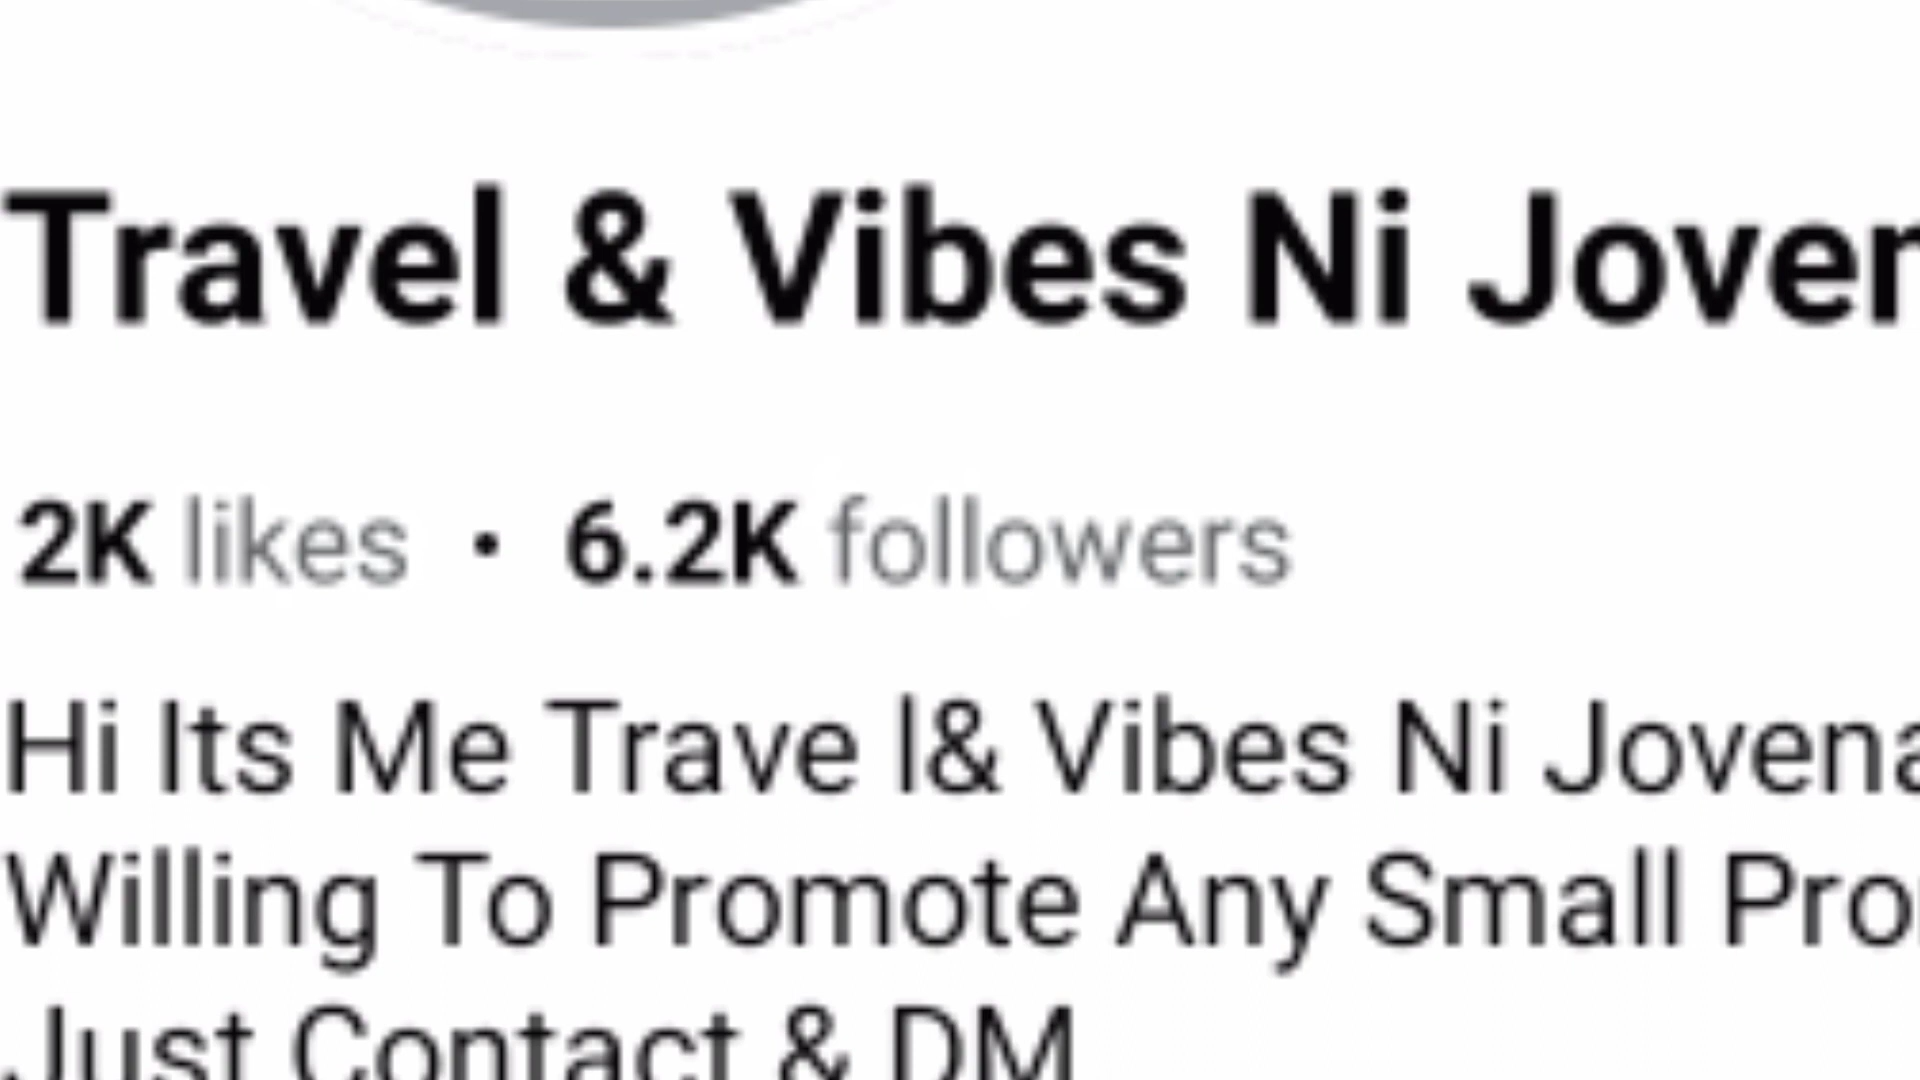 Travel & Vibes Ni Joven
2K likes · 6.2K followers
Hi Its Me Trave l& Vibes Ni Jovena
Willing To Promote Any Small Pro
Just Contact & DM